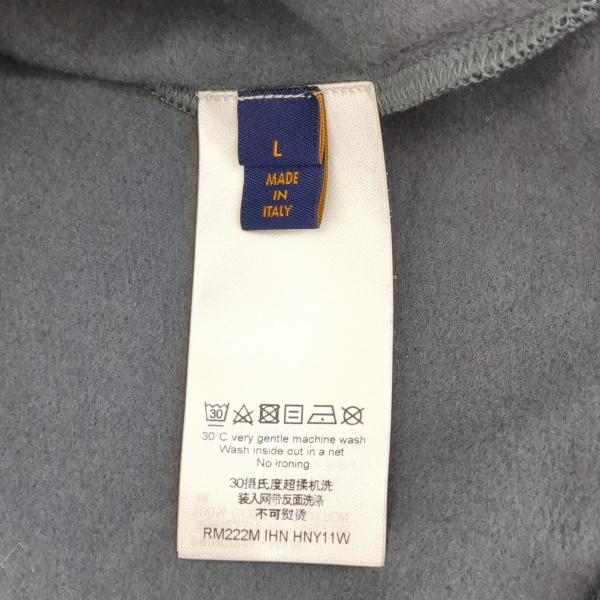 L
MADE
IN
ITALY
30
30°C very gentle machine wash
Wash inside out in a net
No ironing
30摄氏度超揉机洗
装入网带反面洗涤
不可熨烫
RM222M IHN HNY11W